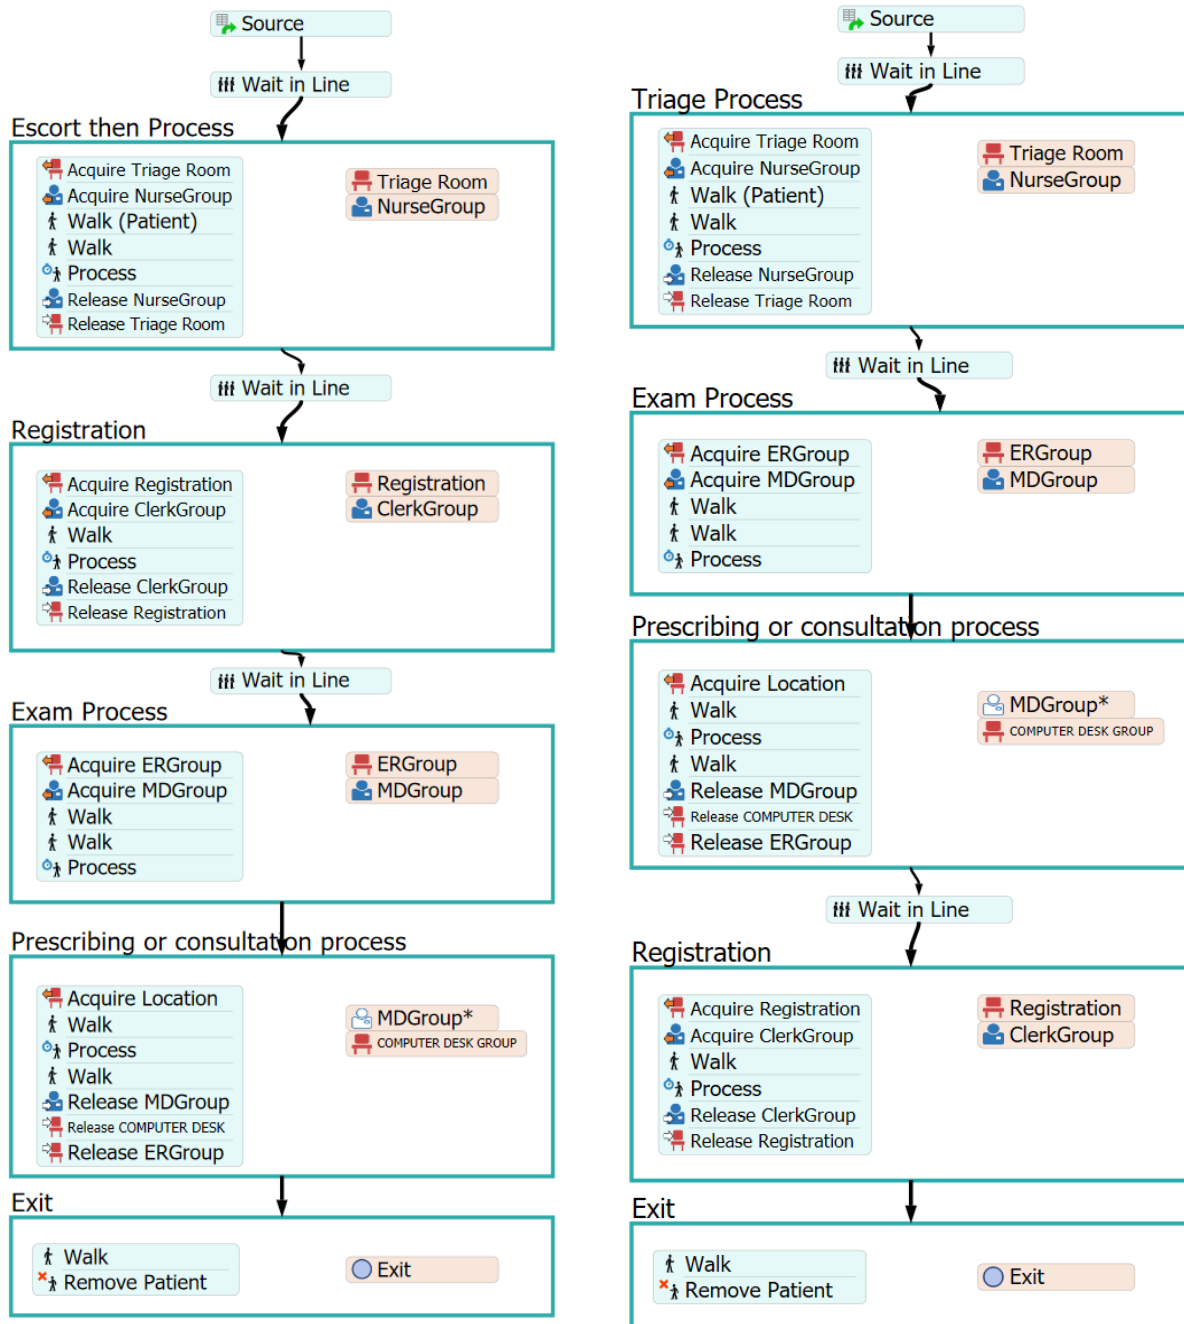 Source
Wait in Line
Escort then Process
Acquire Triage Room
Acquire NurseGroup
Walk (Patient)
Walk
Process
Release NurseGroup
Release Triage Room
Triage Room
NurseGroup
Wait in Line
Registration
Acquire Registration
Acquire ClerkGroup
Walk
Process
Release ClerkGroup
Release Registration
Registration
ClerkGroup
Wait in Line
Exam Process
Acquire ERGroup
Acquire MDGroup
Walk
Walk
Process
ERGroup
MDGroup
Prescribing or consultation process
Acquire Location
Walk
Process
Walk
Release MDGroup
Release COMPUTER DESK
Release ERGroup
MDGroup*
COMPUTER DESK GROUP
Exit
Walk
Remove Patient
Exit
Source
Wait in Line
Triage Process
Acquire Triage Room
Acquire NurseGroup
Walk (Patient)
Walk
Process
Release NurseGroup
Release Triage Room
Triage Room
NurseGroup
Wait in Line
Exam Process
Acquire ERGroup
Acquire MDGroup
Walk
Walk
Process
ERGroup
MDGroup
Prescribing or consultation process
Acquire Location
Walk
Process
Walk
Release MDGroup
Release COMPUTER DESK
Release ERGroup
MDGroup*
COMPUTER DESK GROUP
Wait in Line
Registration
Acquire Registration
Acquire ClerkGroup
Walk
Process
Release ClerkGroup
Release Registration
Registration
ClerkGroup
Exit
Walk
Remove Patient
Exit